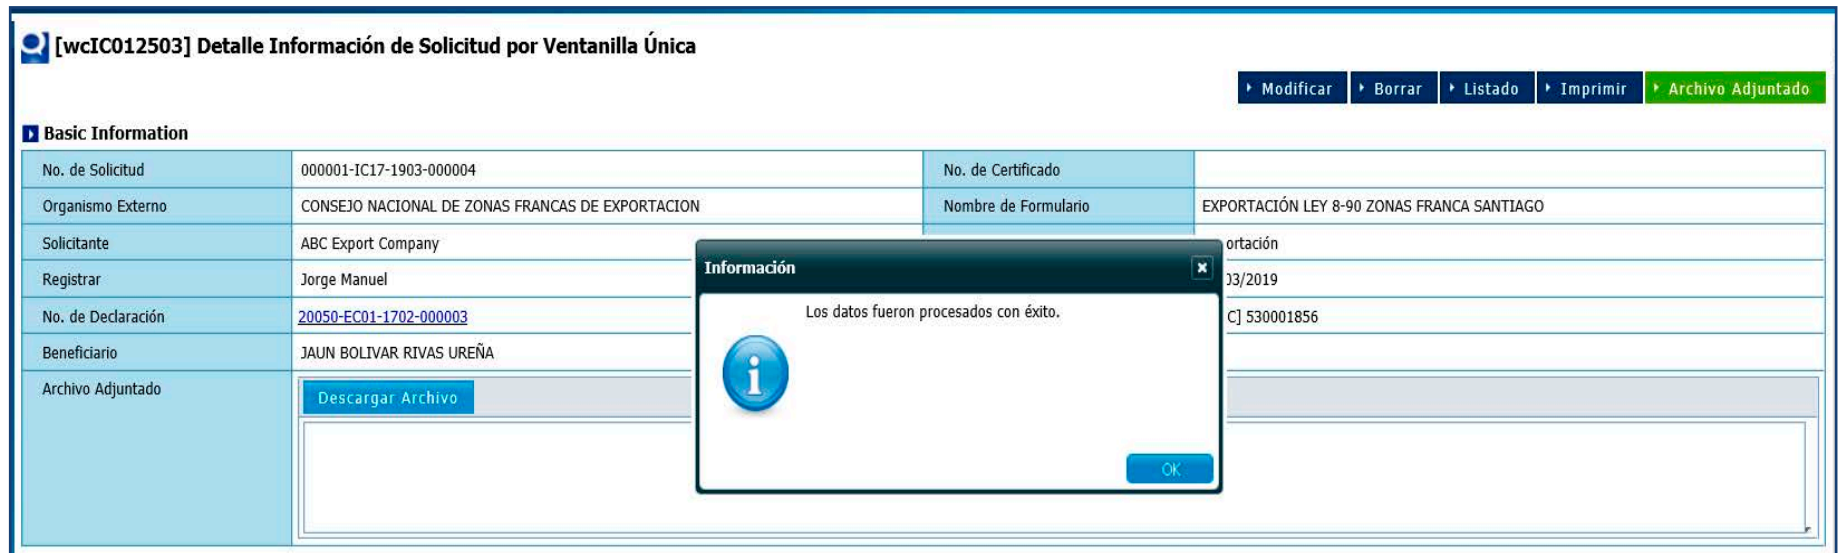 [wcIC012503] Detalle Información de Solicitud por Ventanilla Única
Modificar Borrar Listado Imprimir Archivo Adjuntado
Basic Information
No. de Solicitud 000001-IC17-1903-000004 No. de Certificado
Organismo Externo CONSEJO NACIONAL DE ZONAS FRANCAS DE EXPORTACION Nombre de Formulario EXPORTACIÓN LEY 8-90 ZONAS FRANCA SANTIAGO
Solicitante ABC Export Company ortación
Registrar Jorge Manuel 03/2019
No. de Declaración 20050-EC01-1702-000003 C] 530001856
Beneficiario JAUN BOLIVAR RIVAS UREÑA
Archivo Adjuntado
Descargar Archivo
Información
Los datos fueron procesados con éxito.
OK